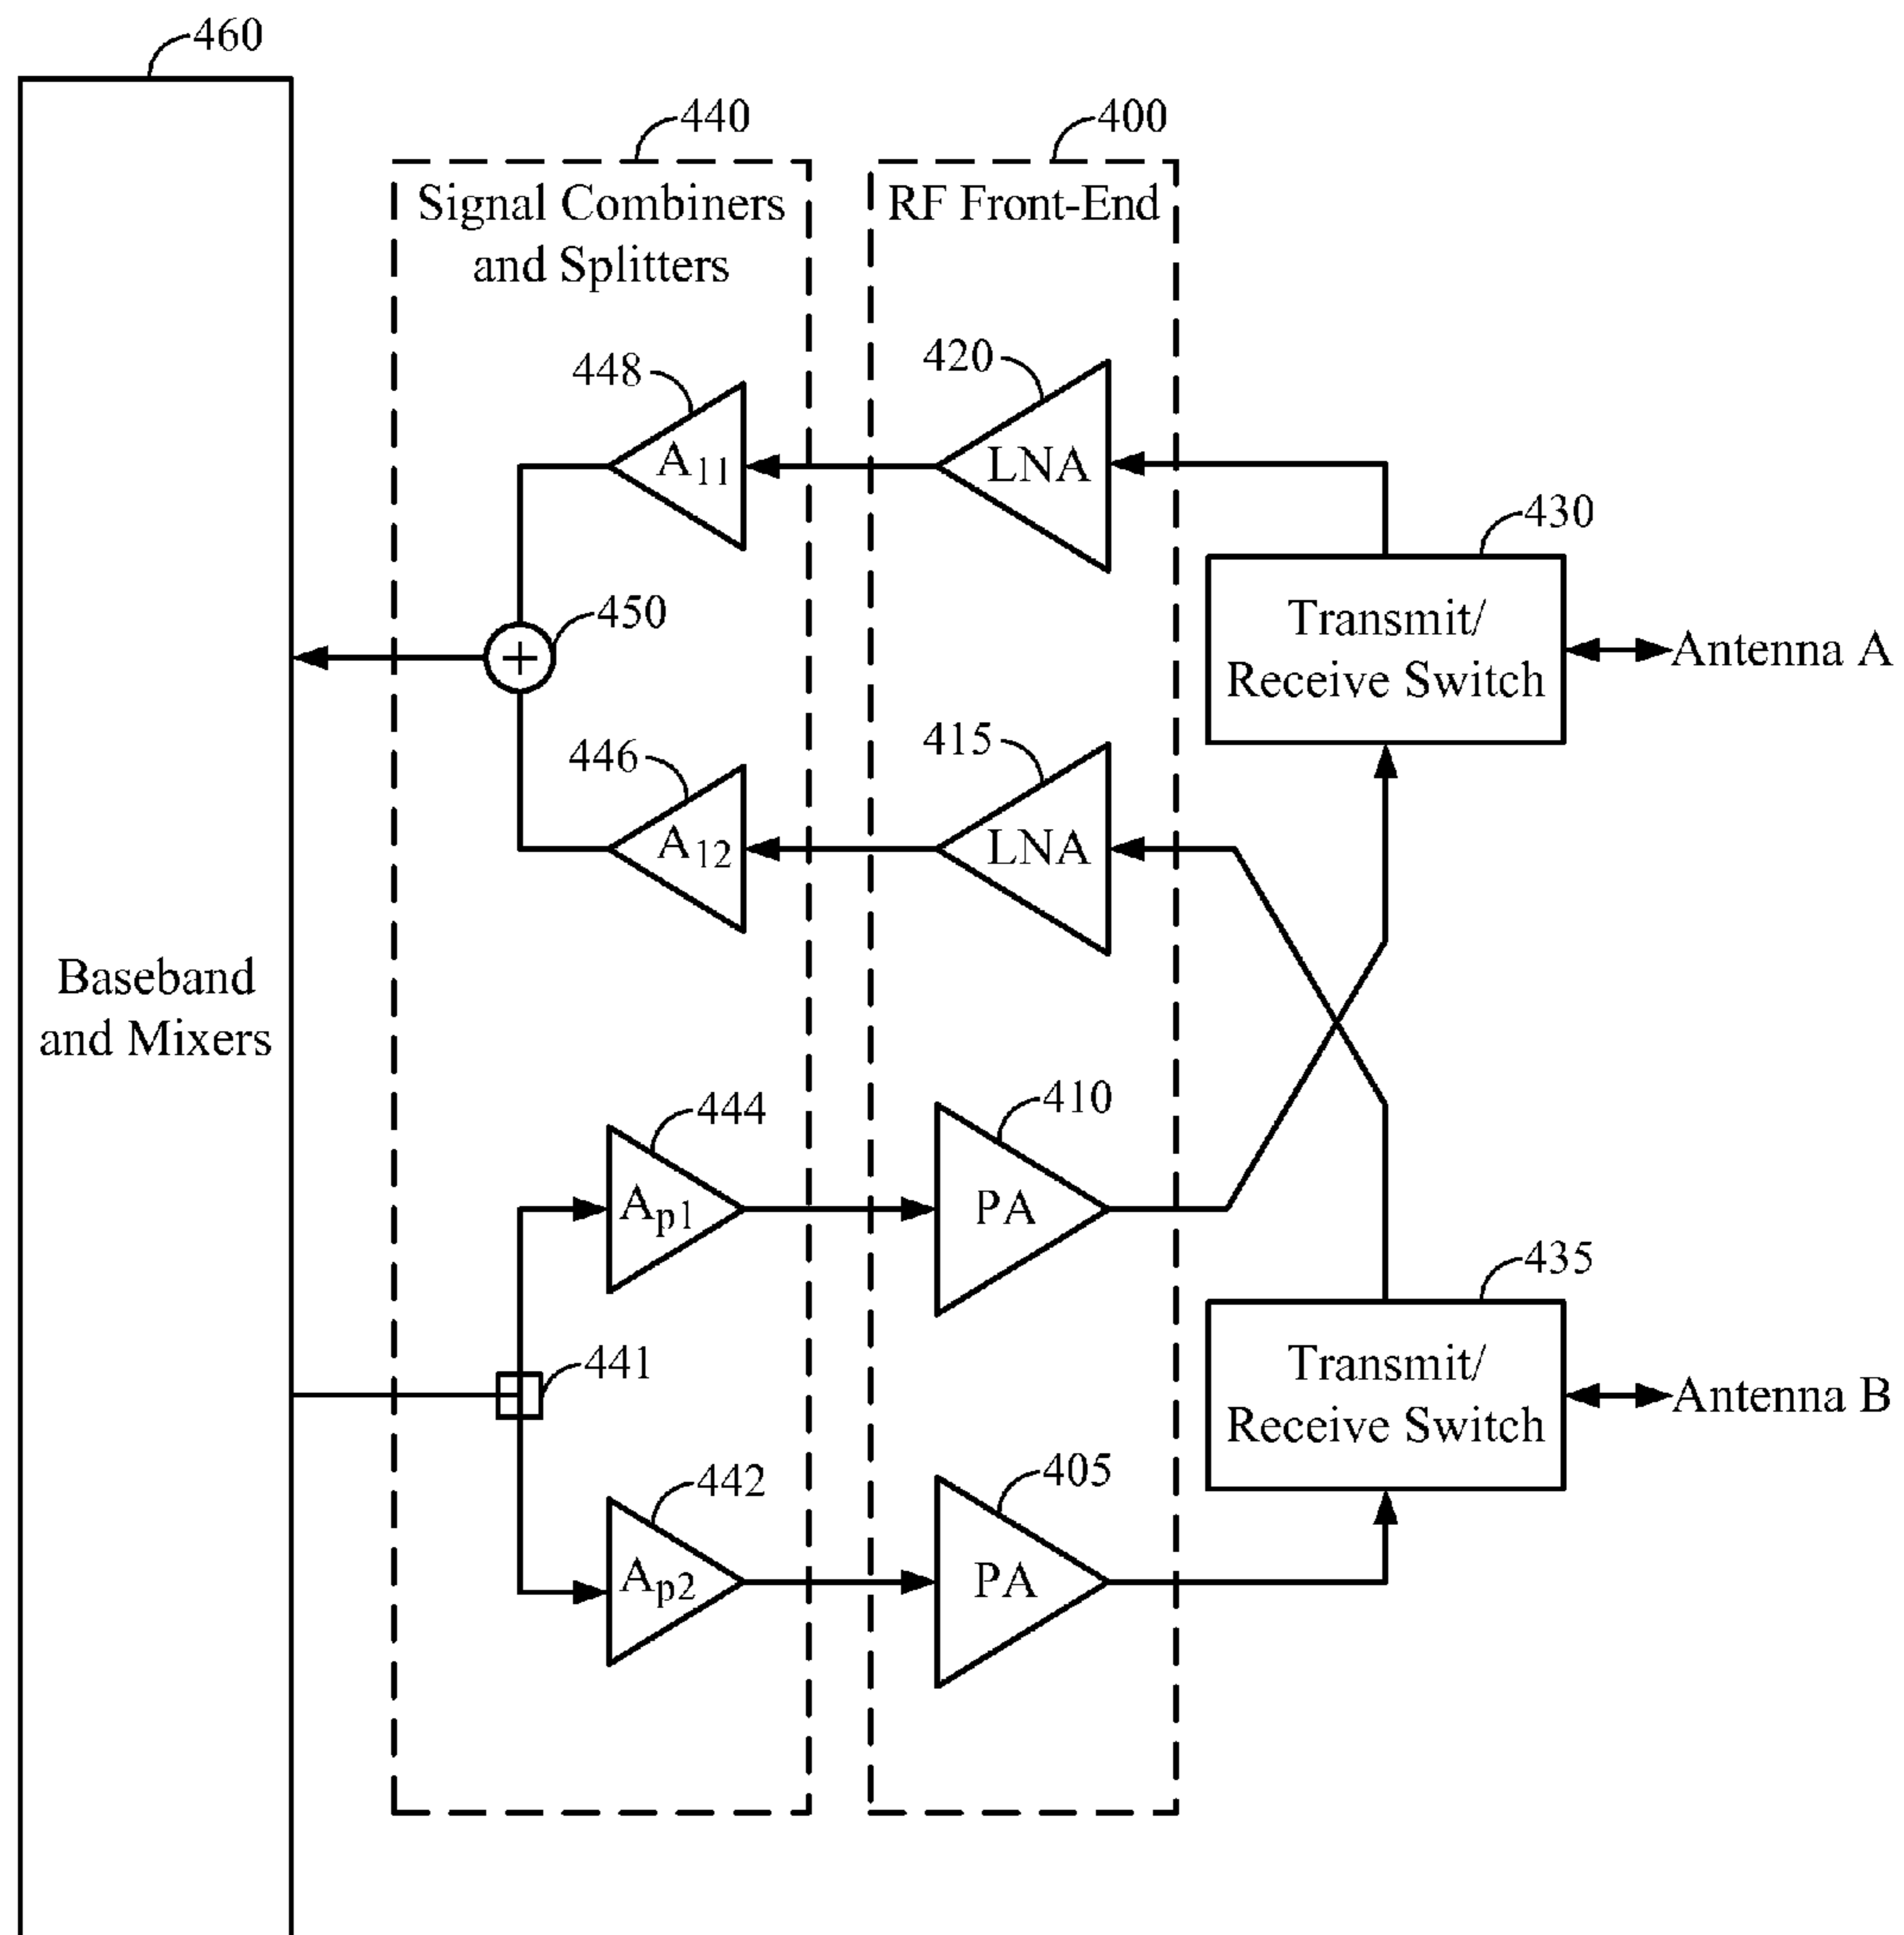 460
440
400
Signal Combiners
and Splitters
RF Front-End
448
420
A11
LNA
430
Transmit/
Receive Switch
450
+
Antenna A
446
415
A12
LNA
Baseband
and Mixers
444
410
Ap1
PA
435
441
Transmit/
Receive Switch
Antenna B
442
405
Ap2
PA